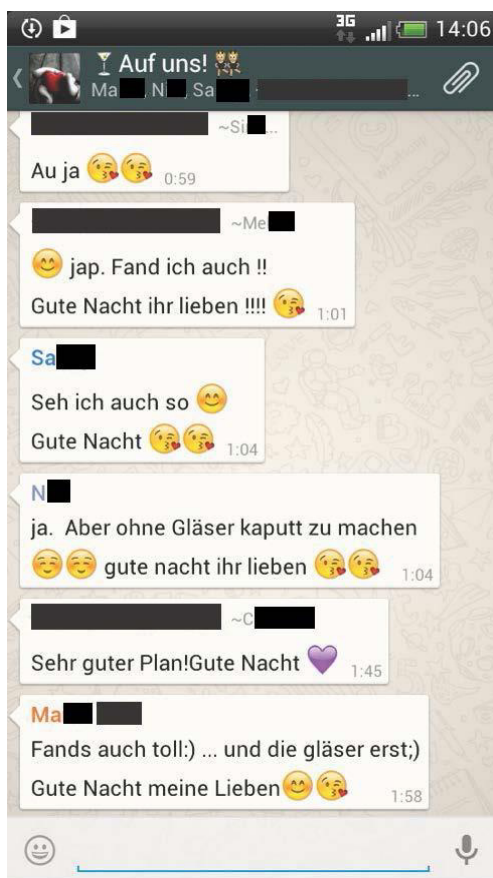 3G
14:06
Auf uns!
Ma , N , Sa ...
~Si ...
Au ja 😘😘 0:59
~Me
😊 jap. Fand ich auch !!
Gute Nacht ihr lieben !!!! 😘 1:01
Sa
Seh ich auch so 😊
Gute Nacht 😘😘 1:04
N
ja. Aber ohne Gläser kaputt zu machen
☺️☺️ gute nacht ihr lieben 😘😘 1:04
~C
Sehr guter Plan!Gute Nacht 💜 1:45
Ma
Fands auch toll:) ... und die gläser erst;)
Gute Nacht meine Lieben😊😘 1:58